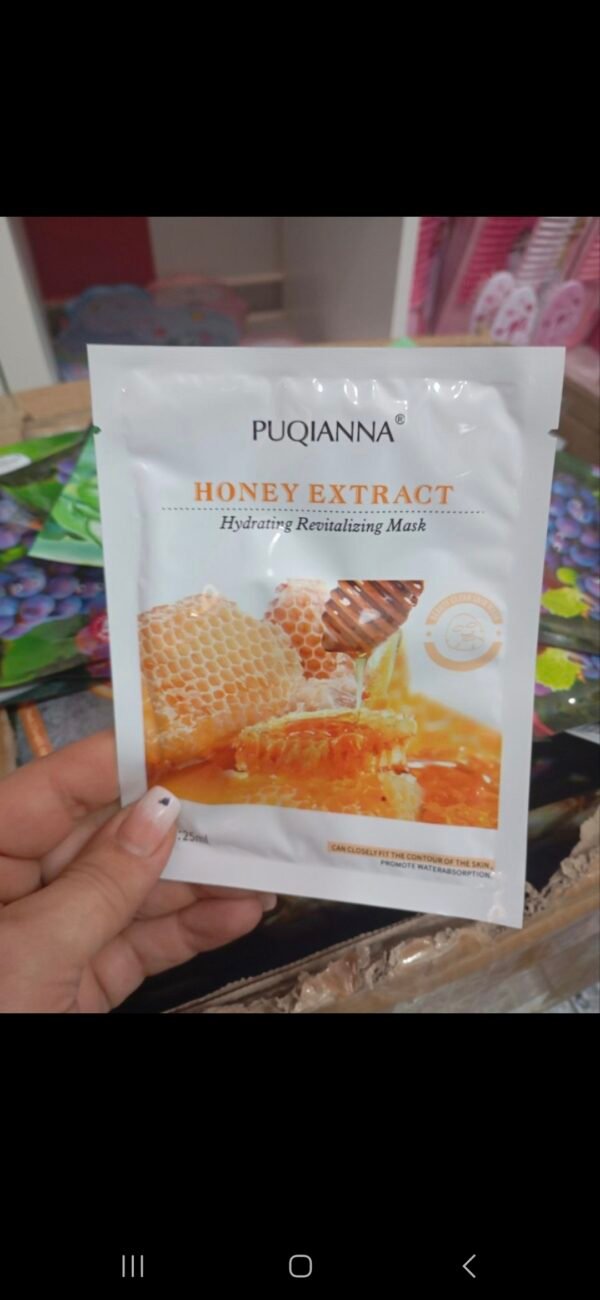 PUQIANNA®
HONEY EXTRACT
Hydrating Revitalizing Mask
25ml
CAN CLOSELY FIT THE CONTOUR OF THE SKIN,
PROMOTE WATERABSORPTION